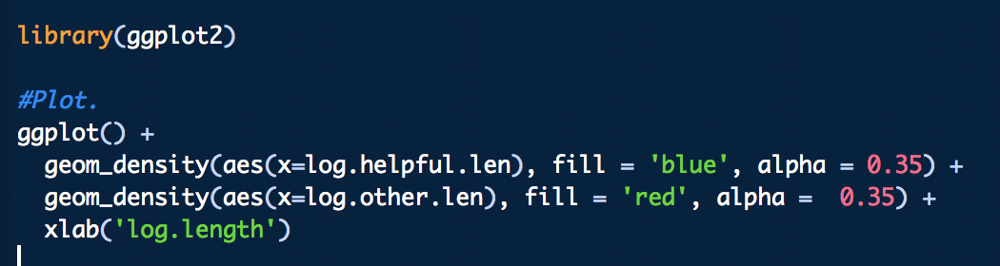 library(ggplot2)
#Plot.
ggplot() +
  geom_density(aes(x=log.helpful.len), fill = 'blue', alpha = 0.35) +
  geom_density(aes(x=log.other.len), fill = 'red', alpha =  0.35) +
  xlab('log.length')